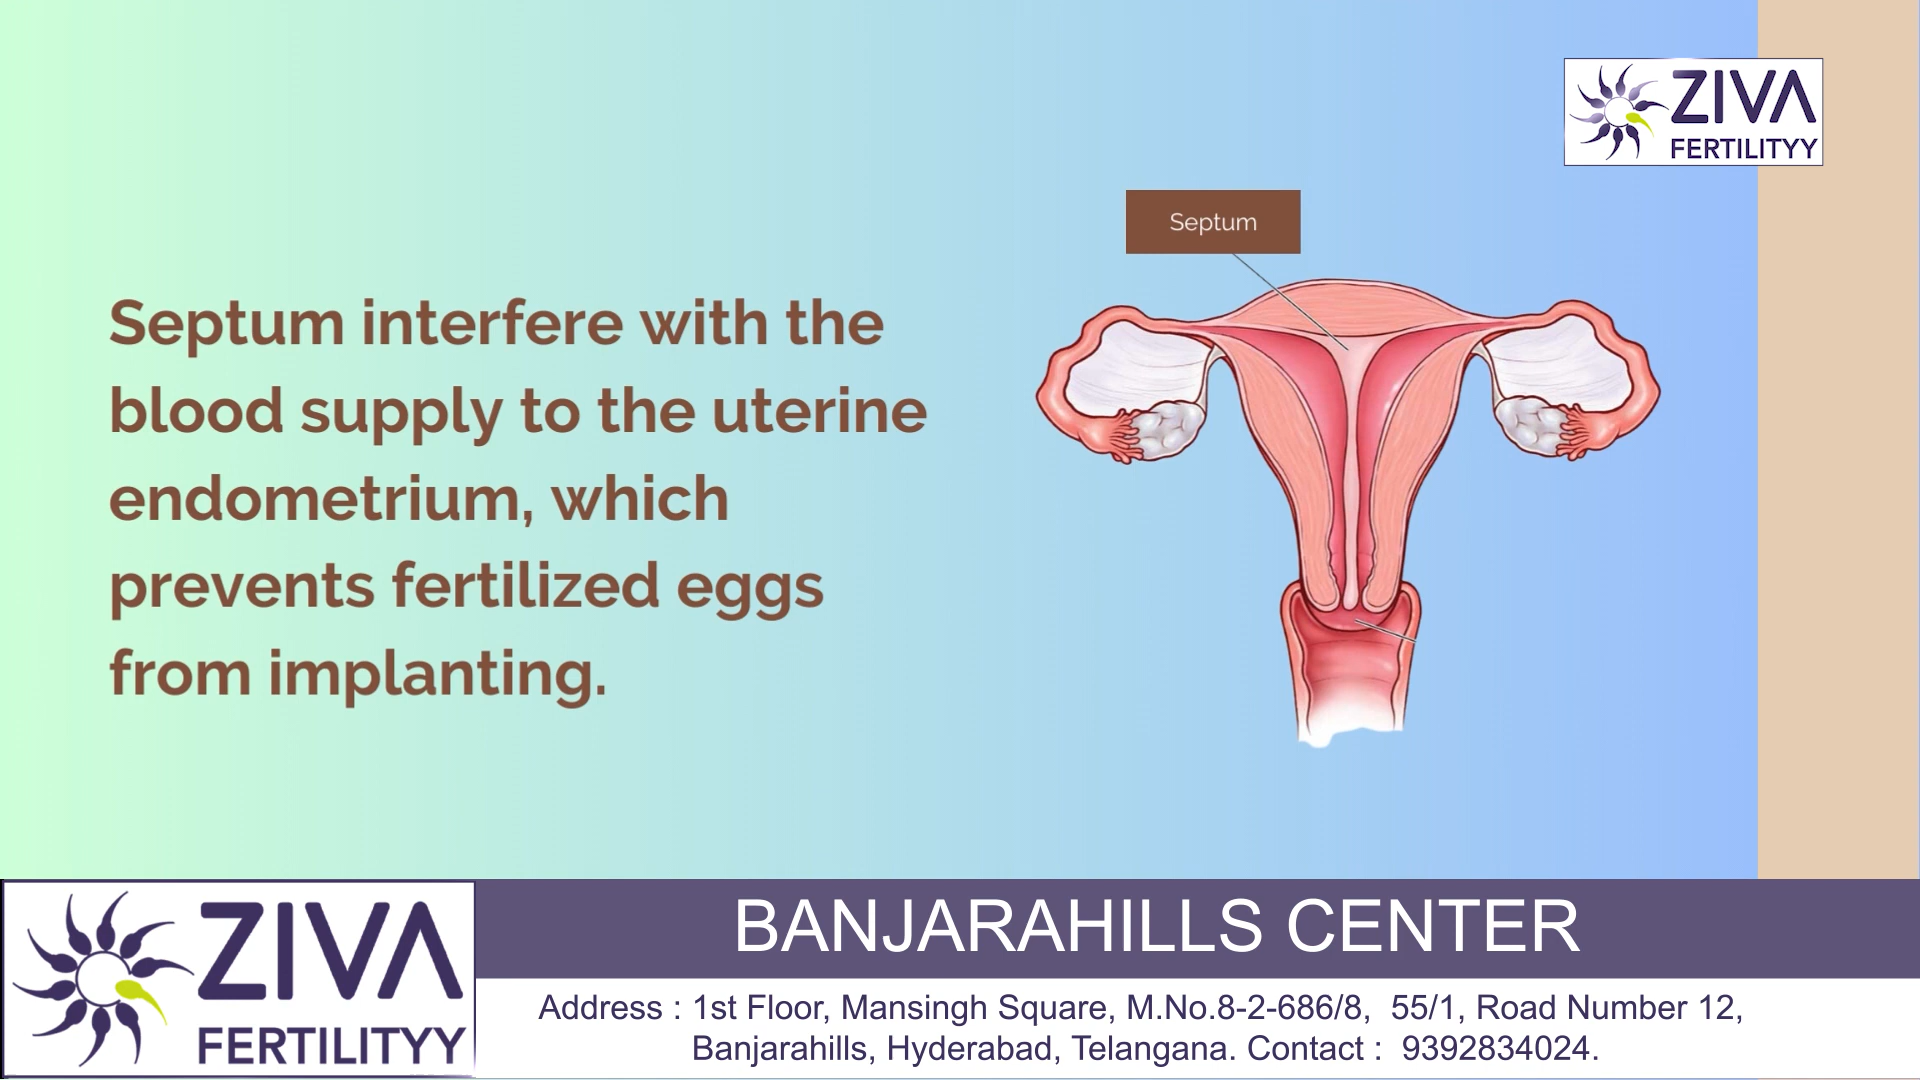 ZIVA
FERTILITYY
Septum
Septum interfere with the
blood supply to the uterine
endometrium, which
prevents fertilized eggs
from implanting.
ZIVA
FERTILITYY
BANJARAHILLS CENTER
Address : 1st Floor, Mansingh Square, M.No.8-2-686/8, 55/1, Road Number 12,
Banjarahills, Hyderabad, Telangana. Contact : 9392834024.